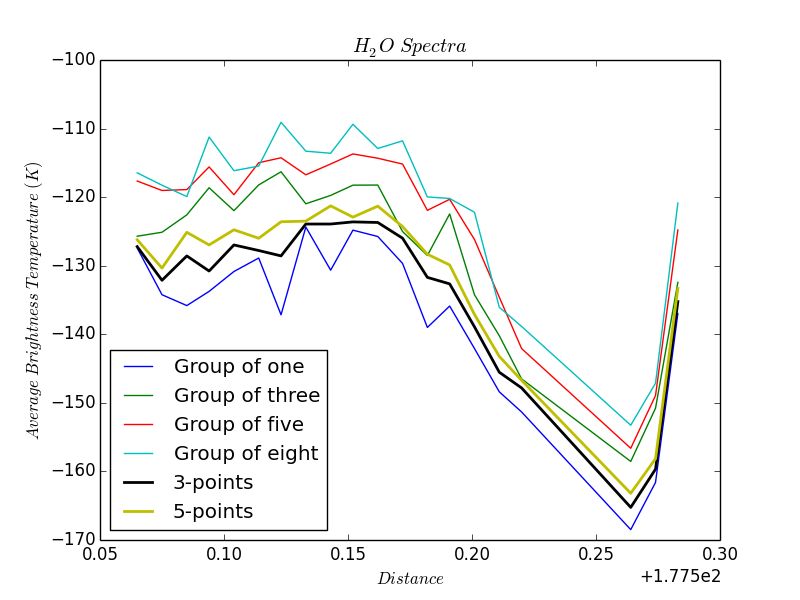 H₂O Spectra
−100
−110
−120
−130
−140
−150
−160
−170
Average Brightness Temperature (K)
Group of one
Group of three
Group of five
Group of eight
3-points
5-points
0.05 0.10 0.15 0.20 0.25 0.30
Distance
+1.775e2